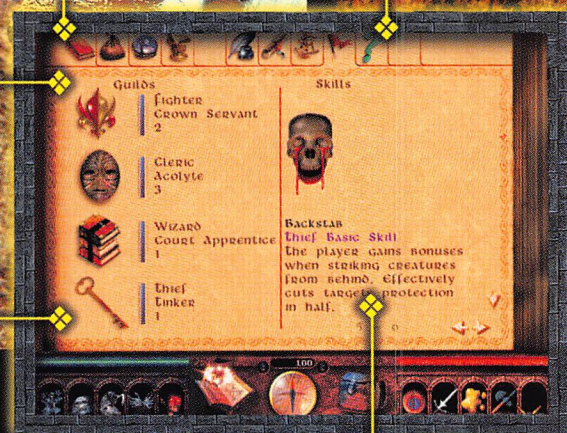 Guilds
Skills
Fighter
Crown Servant
2
Cleric
Acolyte
3
Wizard
Court Apprentice
1
Thief
Tinker
1
Backstab
Thief Basic Skill
The player gains bonuses
when striking creatures
from behind. Effectively
cuts targets protection
in half.
100